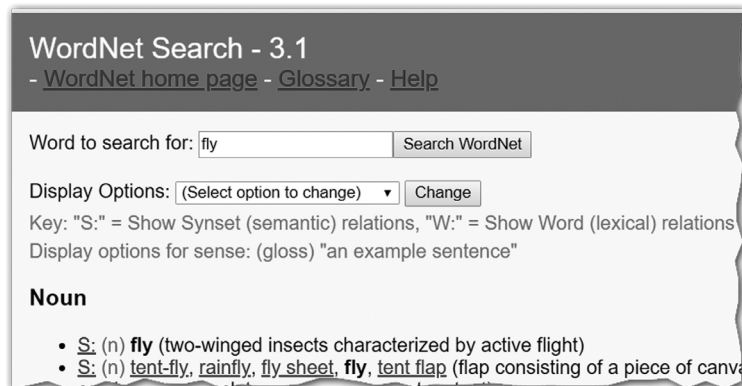 WordNet Search - 3.1
- WordNet home page - Glossary - Help
Word to search for: fly Search WordNet
Display Options: (Select option to change) Change
Key: "S:" = Show Synset (semantic) relations, "W:" = Show Word (lexical) relations
Display options for sense: (gloss) "an example sentence"
Noun
• S: (n) fly (two-winged insects characterized by active flight)
• S: (n) tent-fly, rainfly, fly sheet, fly, tent flap (flap consisting of a piece of